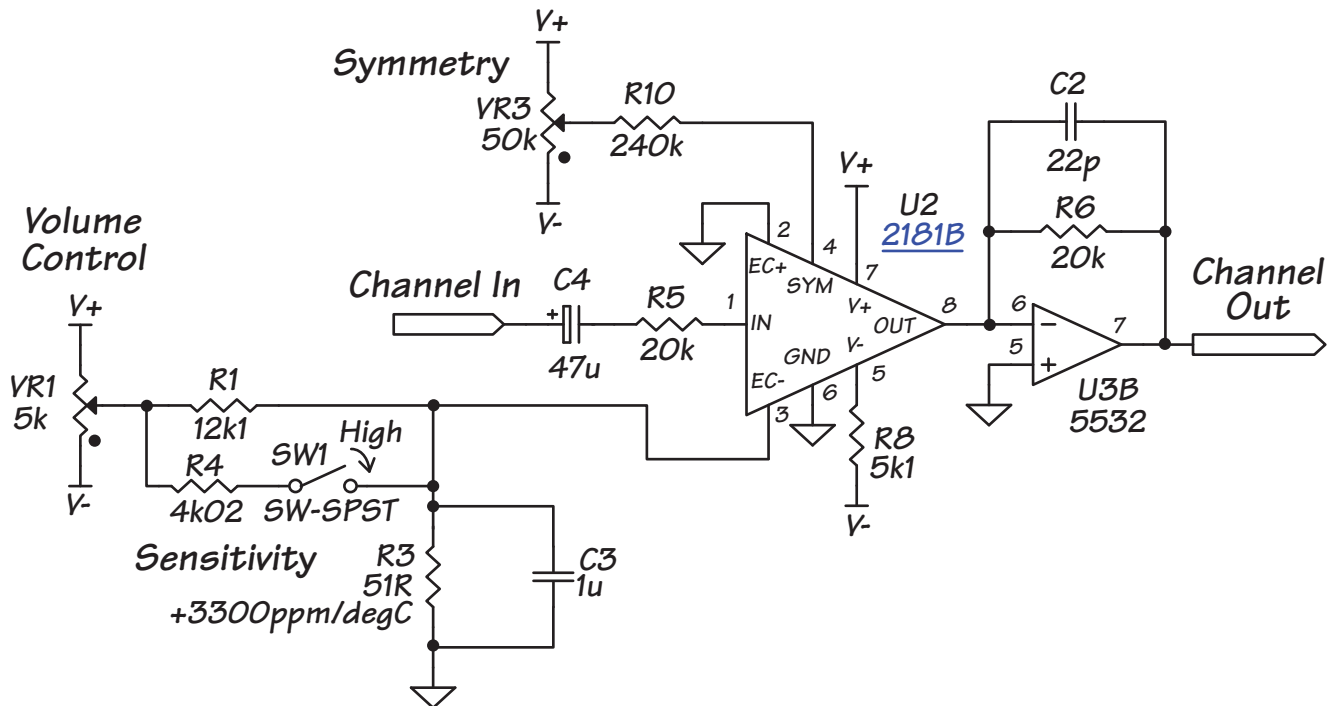 V+
Symmetry
VR3
50k
R10
240k
V-
C2
22p
V+
U2
2181B
R6
20k
Volume
Control
V+
VR1
5k
V-
Channel In
C4
+
47u
R5
20k
1
2
4
7
EC+
SYM
V+
IN
OUT
8
GND
V-
EC-
3
6
5
6
5
7
-
+
U3B
5532
Channel
Out
R8
5k1
V-
R1
12k1
R4
4k02
SW1
High
SW-SPST
Sensitivity
R3
51R
+3300ppm/degC
C3
1u